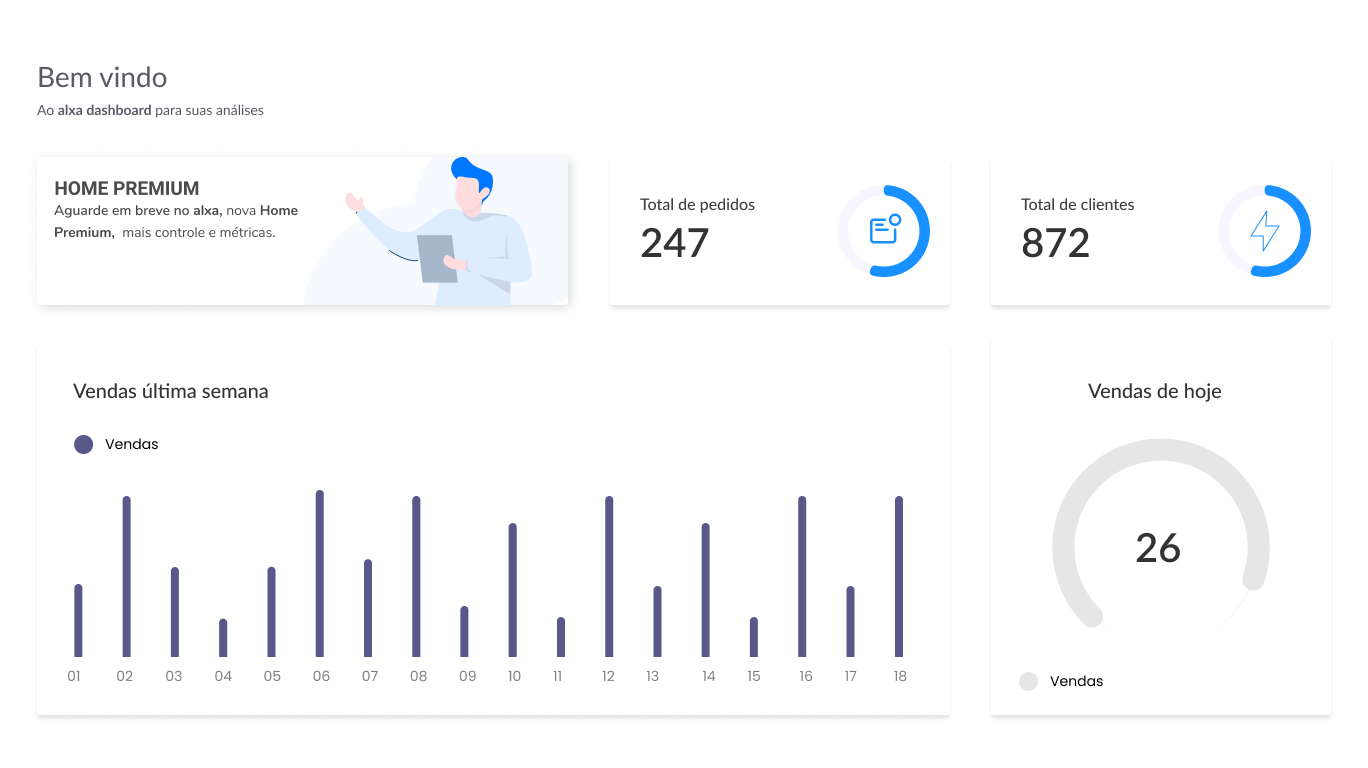 Bem vindo
Ao alxa dashboard para suas análises
HOME PREMIUM
Aguarde em breve no alxa, nova Home
Premium, mais controle e métricas.
Total de pedidos
247
Total de clientes
872
Vendas última semana
Vendas
01 02 03 04 05 06 07 08 09 10 11 12 13 14 15 16 17 18
Vendas de hoje
26
Vendas